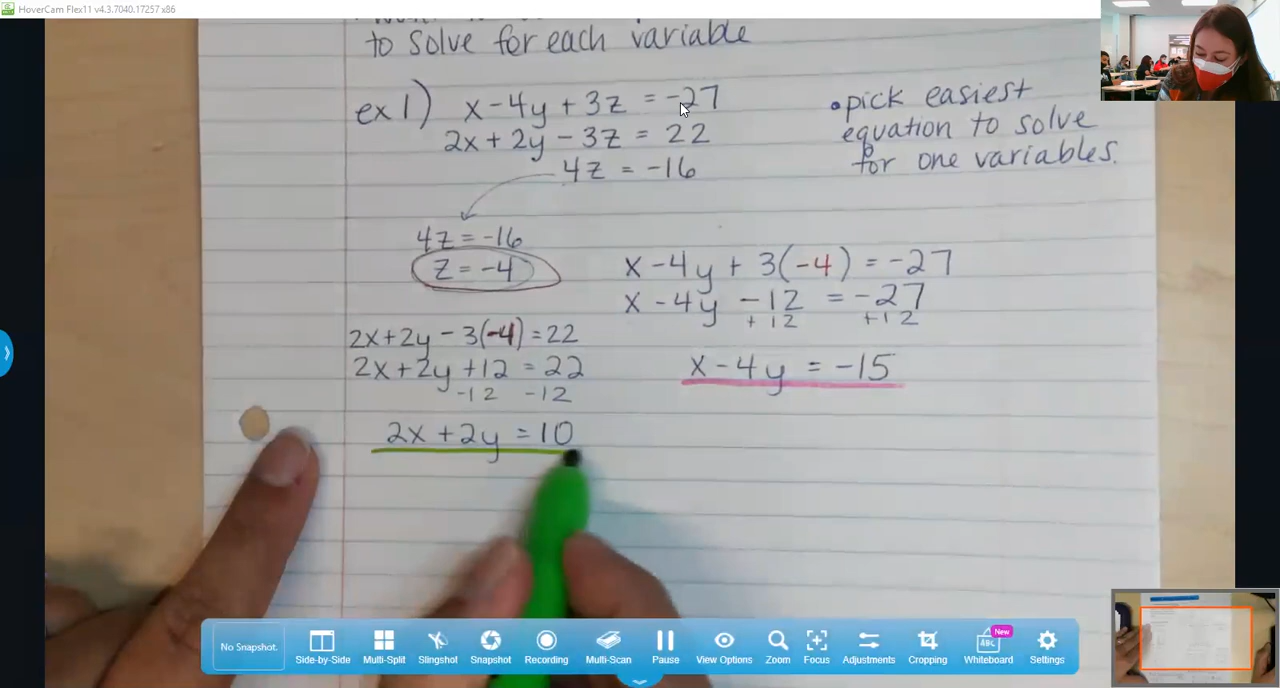 HoverCam Flex11 v4.3.7040.17257 x86
to solve for each variable
ex 1) x - 4y + 3z = -27
2x + 2y - 3z = 22
4z = -16
• pick easiest
equation to solve
for one variables.
4z = -16
z = -4
x - 4y + 3(-4) = -27
x - 4y - 12 = -27
+ 12 +12
x - 4y = -15
2x + 2y - 3(-4) = 22
2x + 2y + 12 = 22
-12 -12
2x + 2y = 10
No Snapshot.
Side-by-Side
Multi-Split
Slingshot
Snapshot
Recording
Multi-Scan
Pause
View Options
Zoom
Focus
Adjustments
Cropping
New
ABC
Whiteboard
Settings